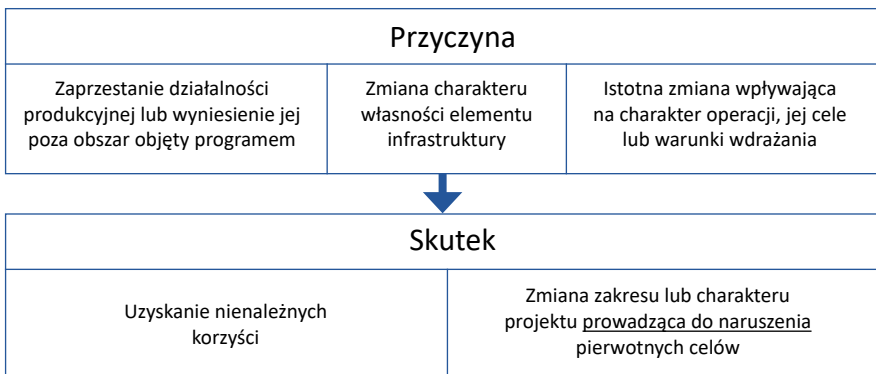 Przyczyna
Zaprzestanie działalności
produkcyjnej lub wyniesienie jej
poza obszar objęty programem
Zmiana charakteru
własności elementu
infrastruktury
Istotna zmiana wpływająca
na charakter operacji, jej cele
lub warunki wdrażania
Skutek
Uzyskanie nienależnych
korzyści
Zmiana zakresu lub charakteru
projektu prowadząca do naruszenia
pierwotnych celów